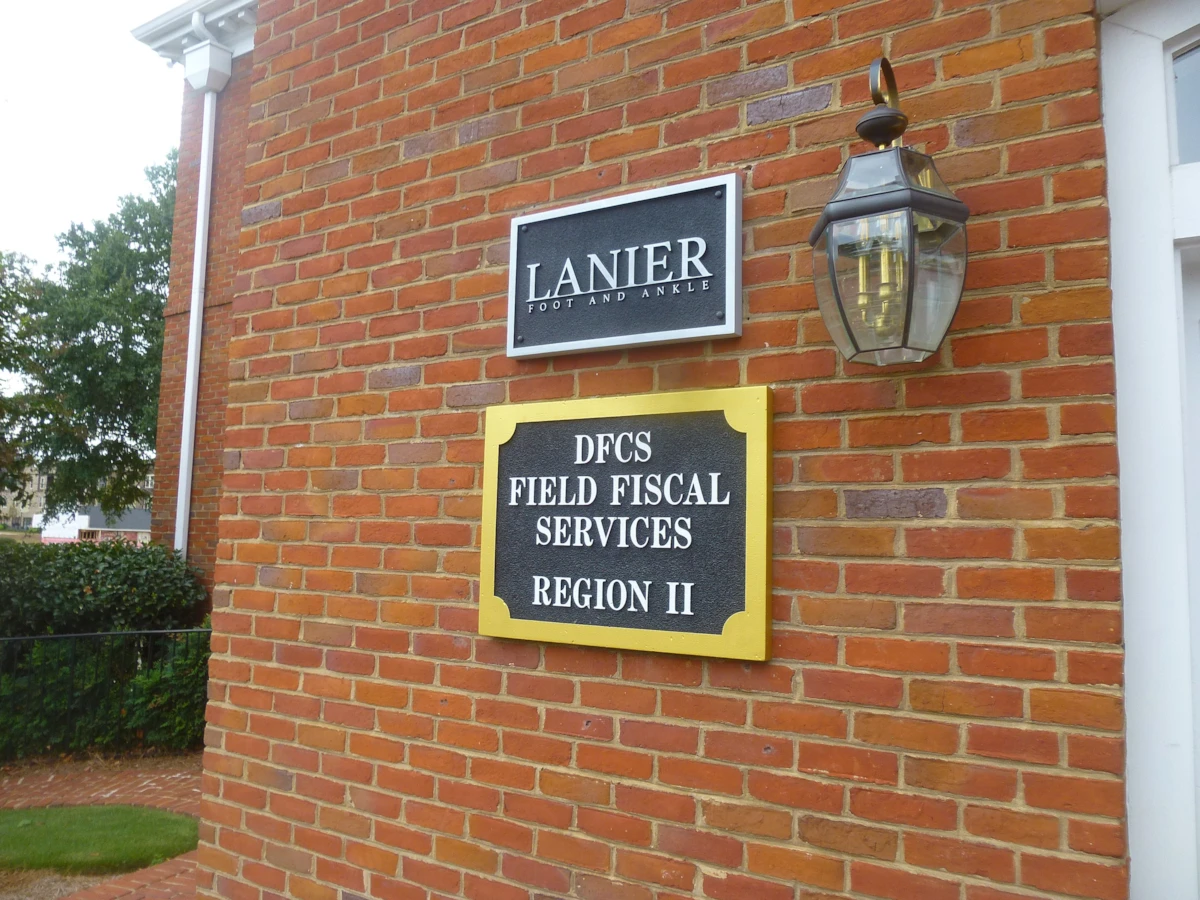 LANIER
FOOT AND ANKLE
DFCS
FIELD FISCAL
SERVICES
REGION II